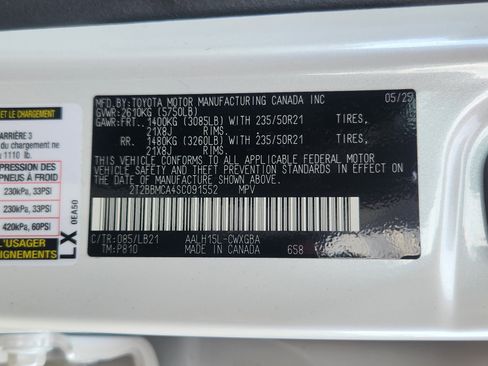 ET LE CHARGEMENT
ARRIÈRE 3
du chargement ne
1110 lb.
PRESSION DES
PNEUS À FROID
230kPa, 33PSI
230kPa, 33PSI
420kPa, 60PSI
L'USAGER
LX
0EA50
MFD.BY:TOYOTA MOTOR MANUFACTURING CANADA INC 05/25
GVWR:2610KG (5750LB)
GAWR:FRT. 1400KG (3085LB) WITH 235/50R21 TIRES,
21X8J RIMS.
RR. 1480KG (3260LB) WITH 235/50R21 TIRES,
21X8J RIMS.
THIS VEHICLE CONFORMS TO ALL APPLICABLE FEDERAL MOTOR
VEHICLE SAFETY AND THEFT PREVENTION STANDARDS IN
EFFECT ON THE DATE OF MANUFACTURE SHOWN ABOVE.
2T2BBMCA4SC091552 MPV
C/TR:085/LB21 AALH15L-CWXGBA
TM:P810 MADE IN CANADA 658